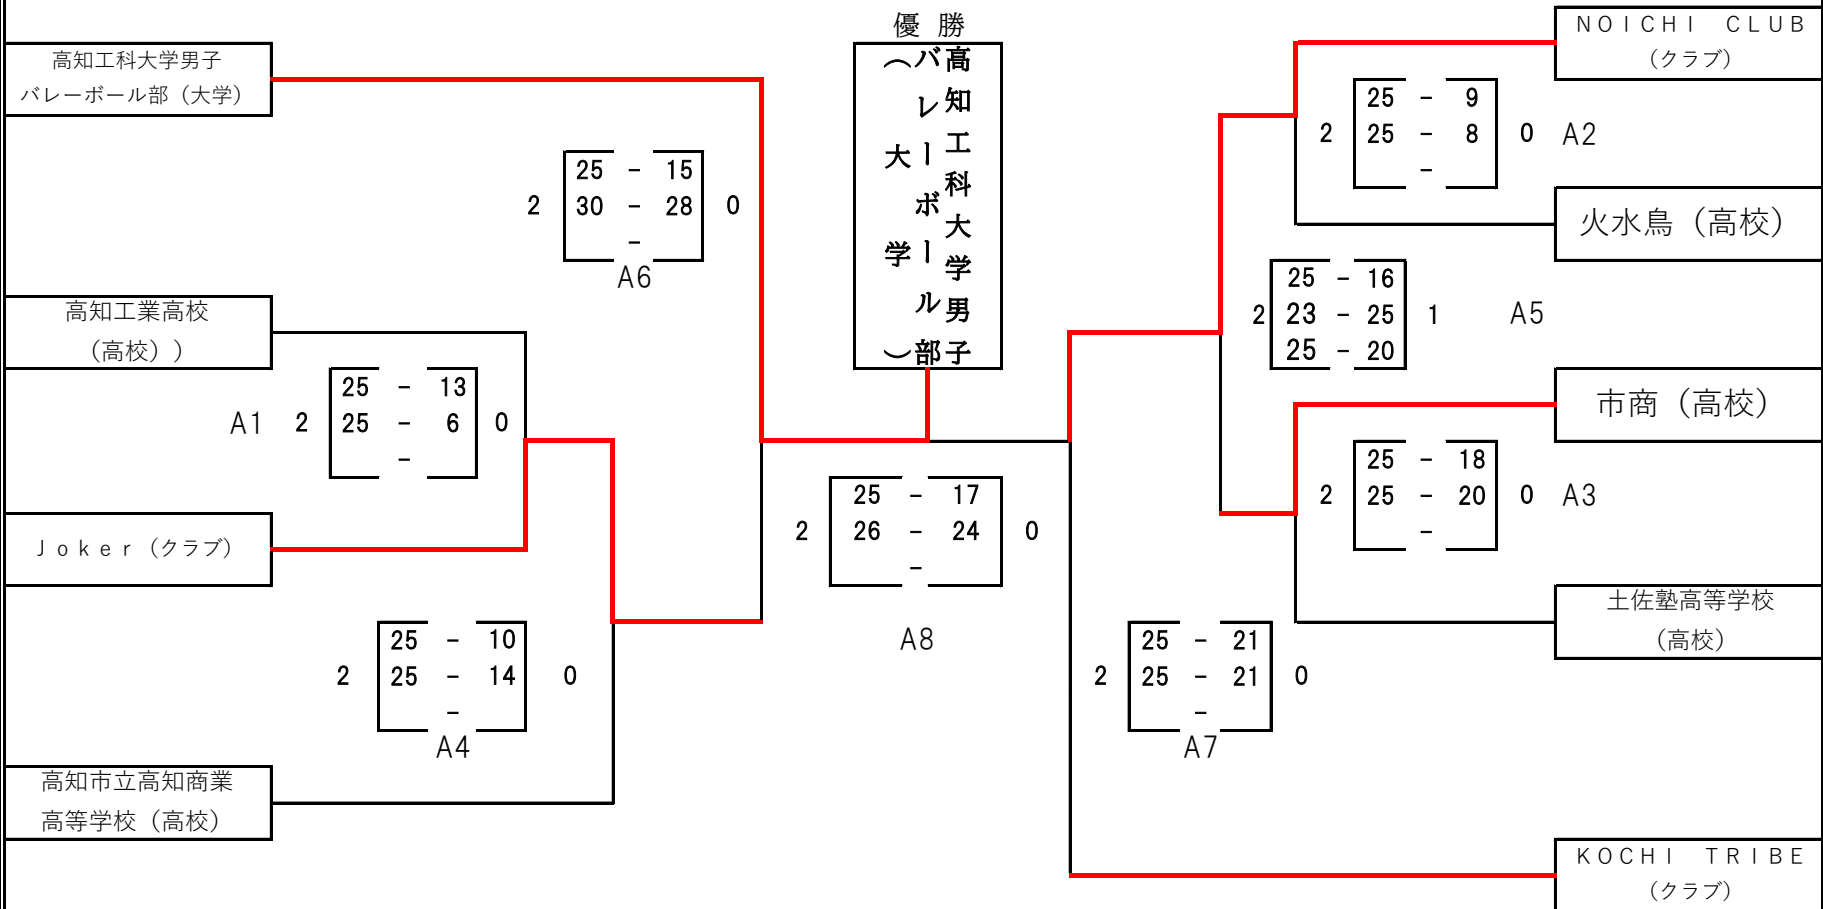 優 勝
高知工科大学男子
バレーボール部
（大学）
高知工科大学男子
バレーボール部（大学）
25 - 15
2 30 - 28 0
-
A6
高知工業高校
（高校））
25 - 13
A1 2 25 - 6 0
-
Ｊｏｋｅｒ（クラブ）
25 - 10
2 25 - 14 0
-
A4
高知市立高知商業
高等学校（高校）
25 - 17
2 26 - 24 0
-
A8
ＮＯＩＣＨＩ　ＣＬＵＢ
（クラブ）
25 - 9
2 25 - 8 0 A2
-
火水鳥（高校）
25 - 16
2 23 - 25 1 A5
25 - 20
市商（高校）
25 - 18
2 25 - 20 0 A3
-
土佐塾高等学校
（高校）
25 - 21
2 25 - 21 0
-
A7
ＫＯＣＨＩ　ＴＲＩＢＥ
（クラブ）